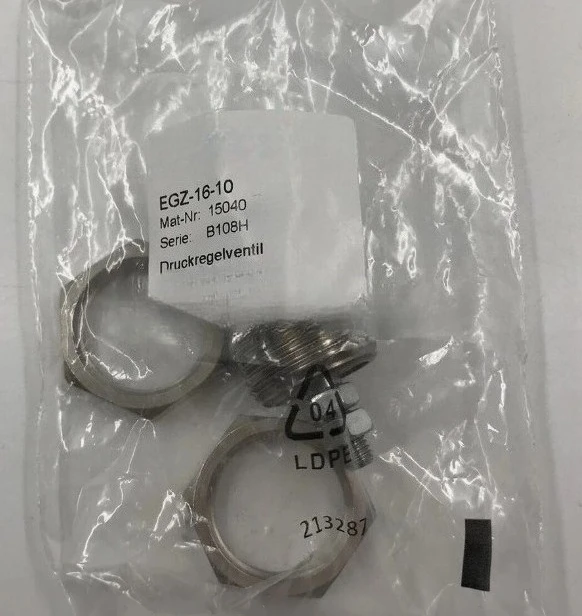 EGZ-16-10
Mat-Nr: 15040
Serie: B108H
Druckregelventil
04
LDPE
213287